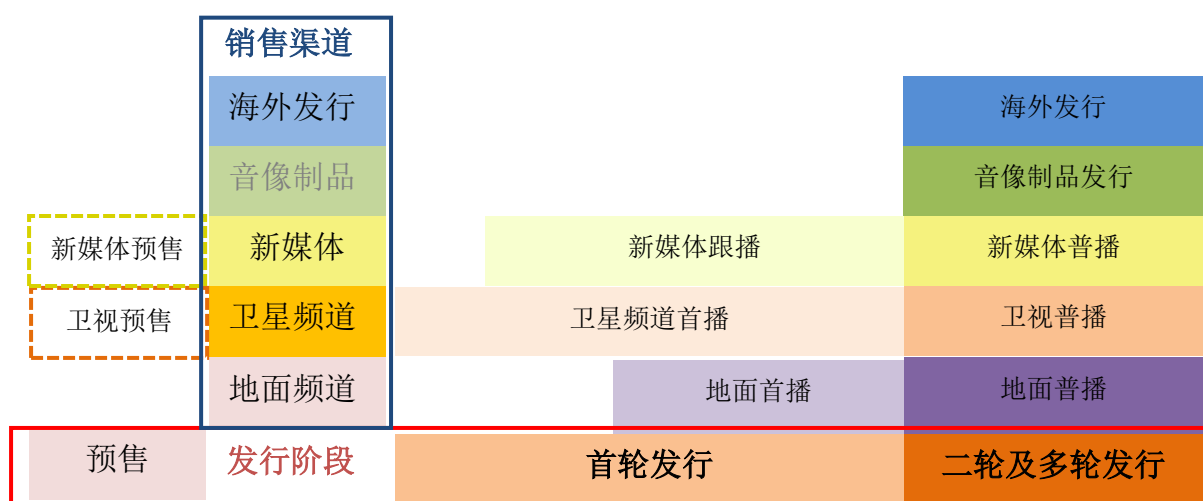 销售渠道
海外发行
海外发行
音像制品
音像制品发行
新媒体预售
新媒体
新媒体跟播
新媒体普播
卫视预售
卫星频道
卫星频道首播
卫视普播
地面频道
地面首播
地面普播
预售
发行阶段
首轮发行
二轮及多轮发行